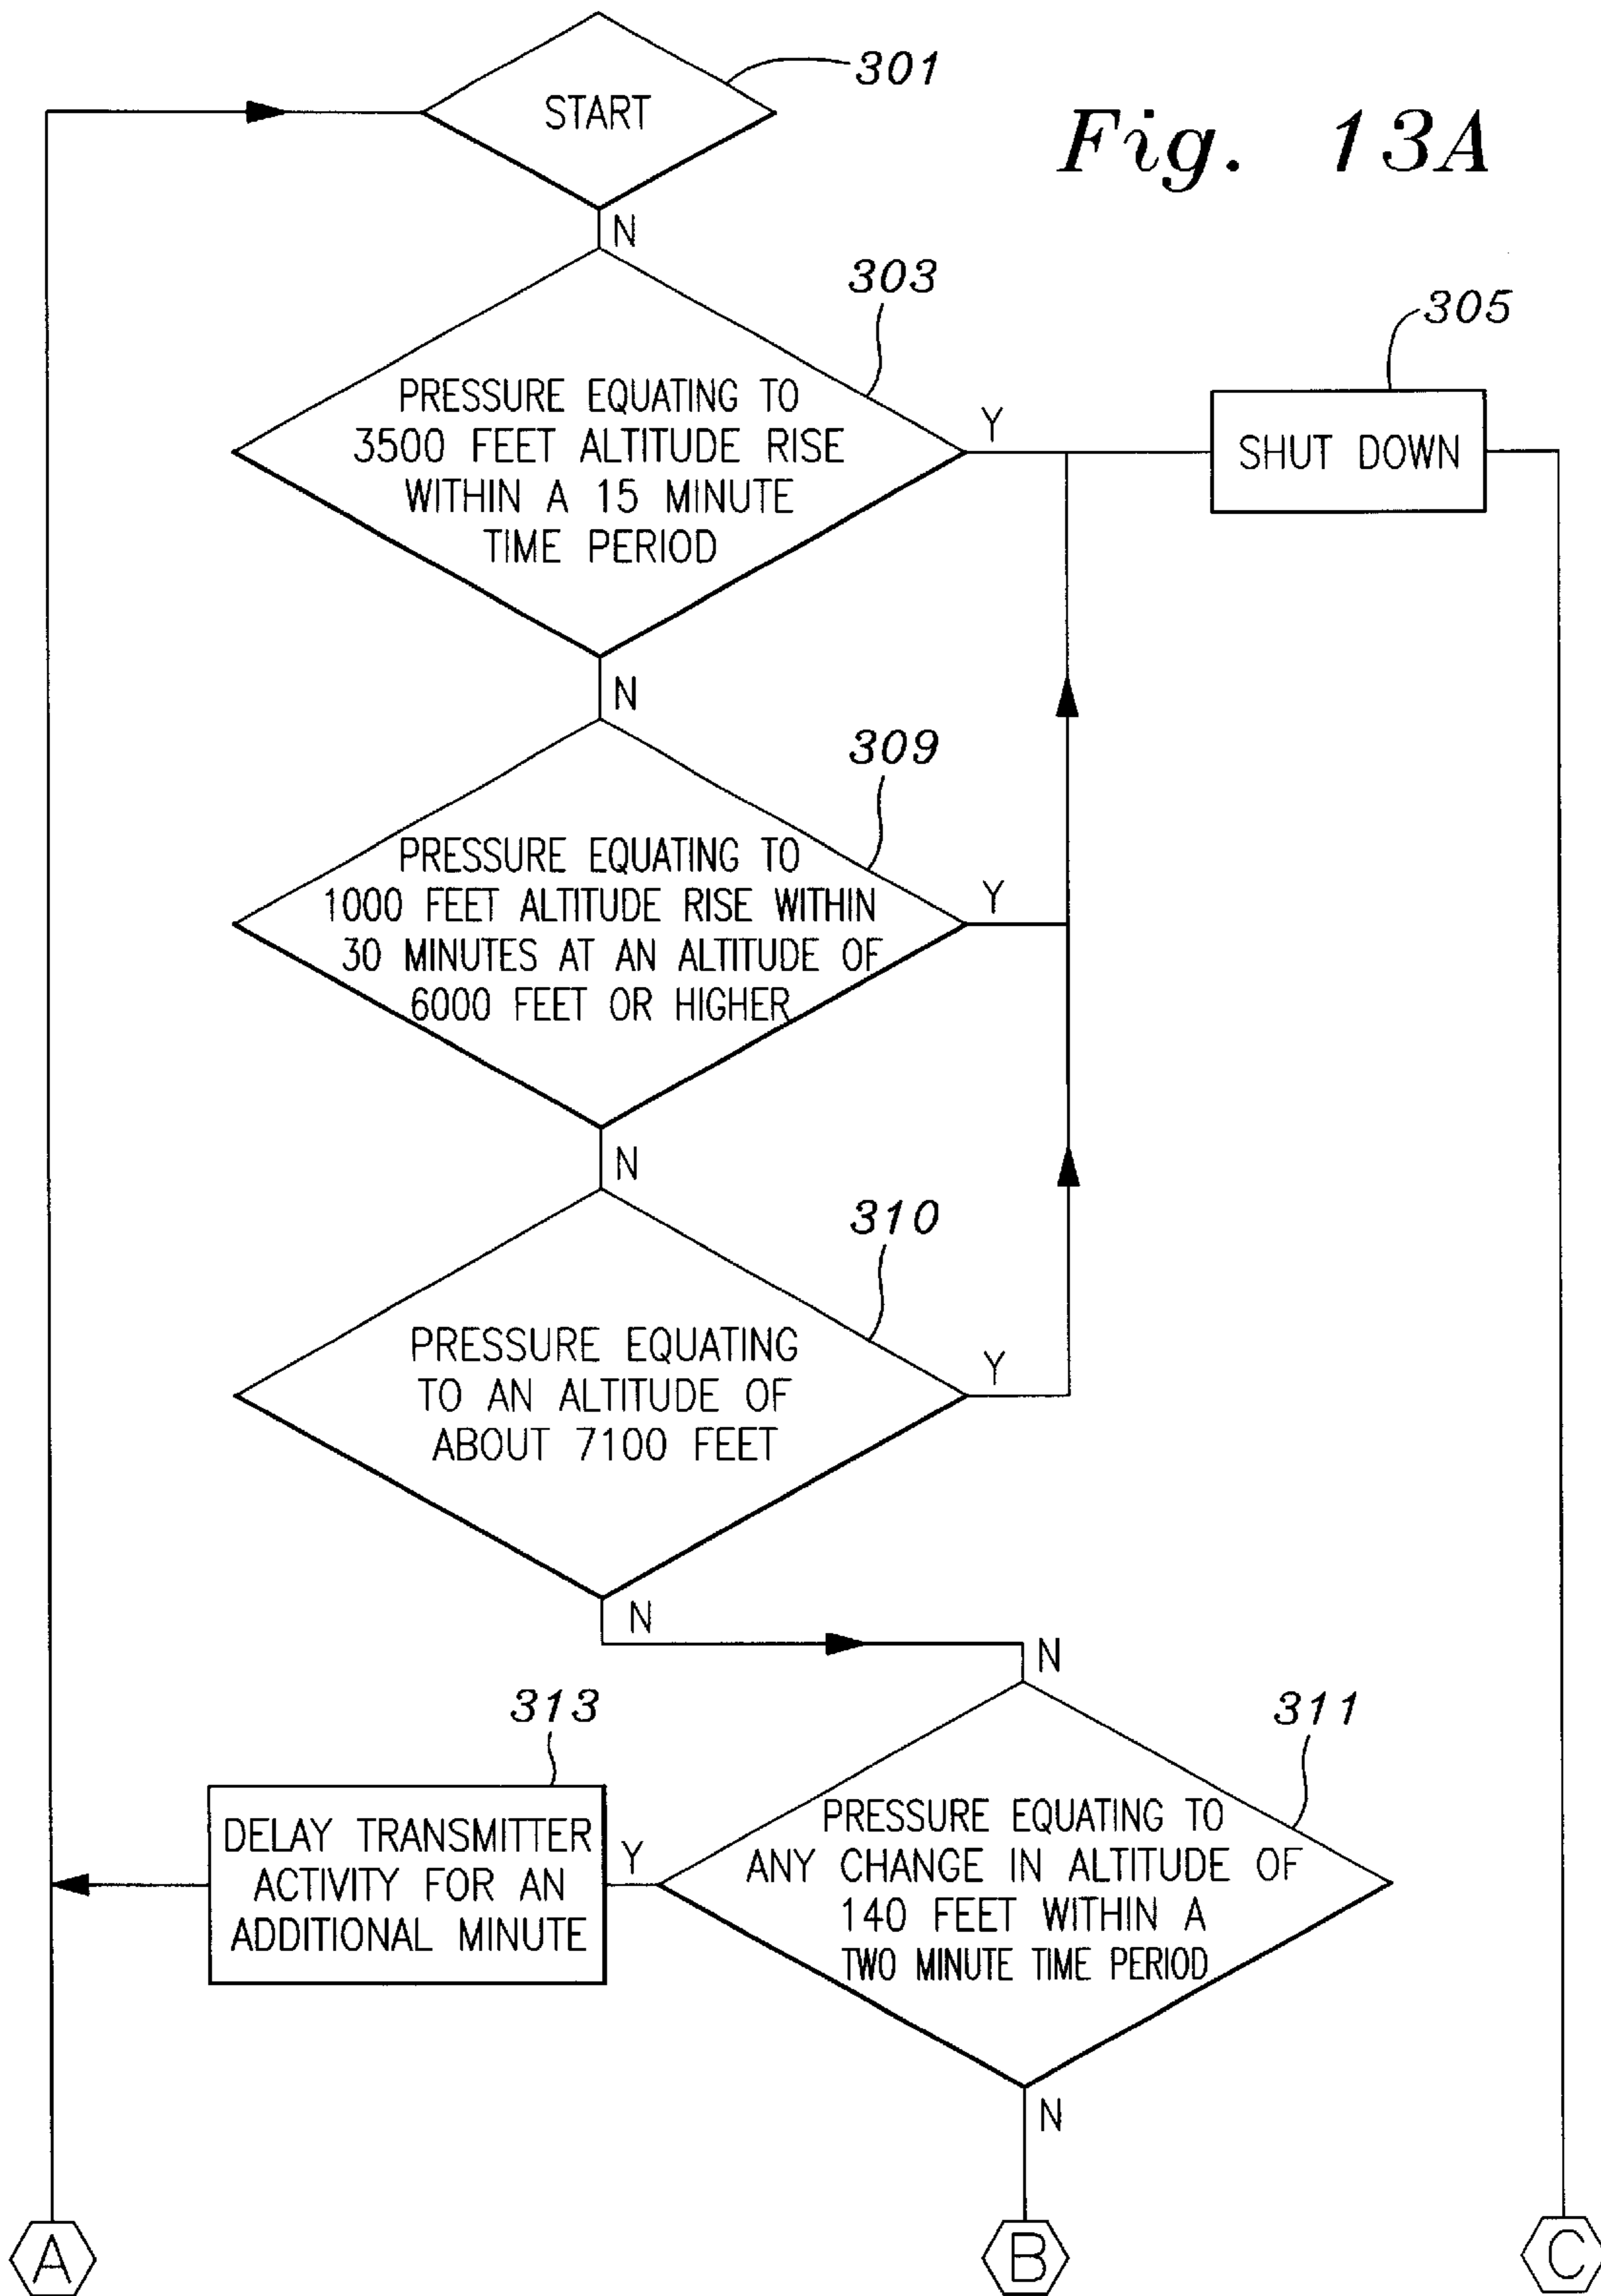 301
START
Fig. 13A
N
303
305
PRESSURE EQUATING TO
3500 FEET ALTITUDE RISE
WITHIN A 15 MINUTE
TIME PERIOD
Y
SHUT DOWN
N
309
PRESSURE EQUATING TO
1000 FEET ALTITUDE RISE WITHIN
30 MINUTES AT AN ALTITUDE OF
6000 FEET OR HIGHER
Y
N
310
PRESSURE EQUATING
TO AN ALTITUDE OF
ABOUT 7100 FEET
Y
N
N
313
311
DELAY TRANSMITTER
ACTIVITY FOR AN
ADDITIONAL MINUTE
Y
PRESSURE EQUATING TO
ANY CHANGE IN ALTITUDE OF
140 FEET WITHIN A
TWO MINUTE TIME PERIOD
N
A
B
C